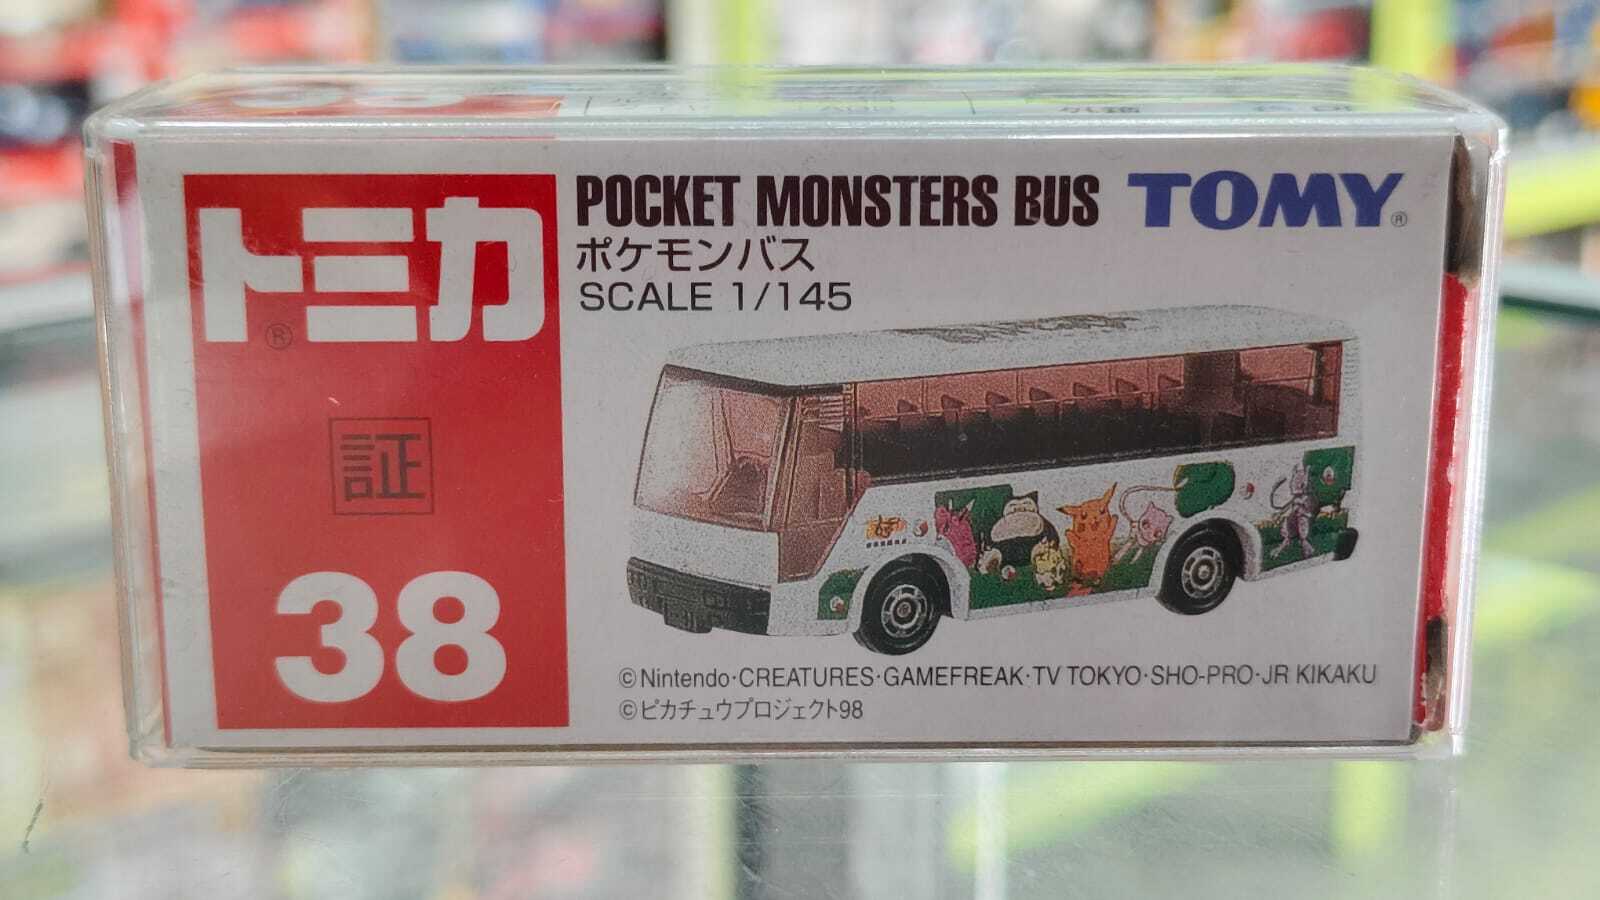 トミカ®
証
38
POCKET MONSTERS BUS
TOMY®
ポケモンバス
SCALE 1/145
©Nintendo·CREATURES·GAMEFREAK·TV TOKYO·SHO-PRO·JR KIKAKU
©ピカチュウプロジェクト98